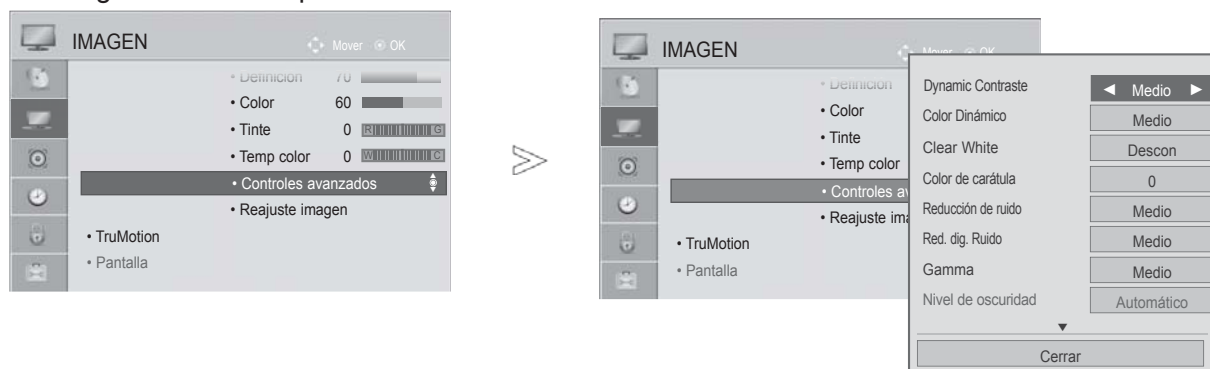 IMAGEN
Mover
OK
• Definición 70
• Color 60
• Tinte 0 R G
• Temp color 0 W C
• Controles avanzados
• Reajuste imagen
• TruMotion
• Pantalla
IMAGEN
Mover
OK
• Definición
• Color
• Tinte
• Temp color
• Controles av
• Reajuste ima
• TruMotion
• Pantalla
Dynamic Contraste ◄ Medio ►
Color Dinámico Medio
Clear White Descon
Color de carátula 0
Reducción de ruido Medio
Red. dig. Ruido Medio
Gamma Medio
Nivel de oscuridad Automático
▼
Cerrar